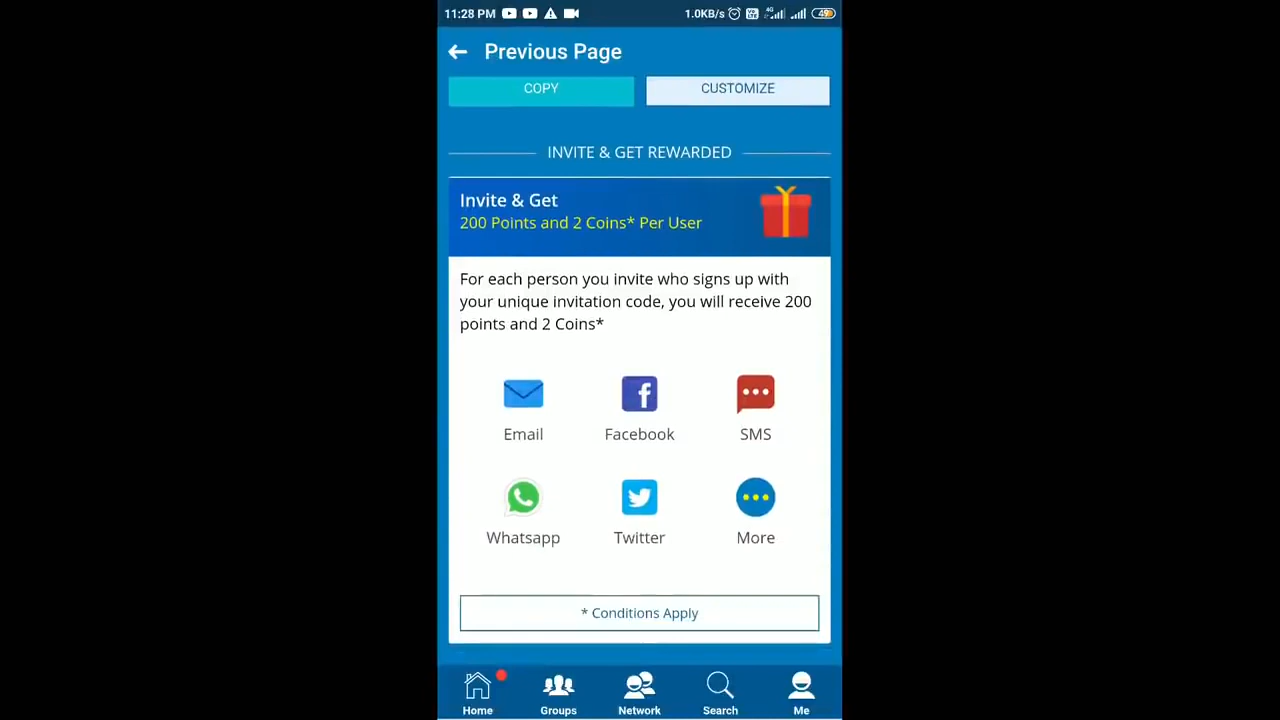 11:28 PM 1.0KB/s 4G 49
Previous Page
COPY CUSTOMIZE
INVITE & GET REWARDED
Invite & Get
200 Points and 2 Coins* Per User
For each person you invite who signs up with
your unique invitation code, you will receive 200
points and 2 Coins*
Email Facebook SMS
Whatsapp Twitter More
* Conditions Apply
Home Groups Network Search Me